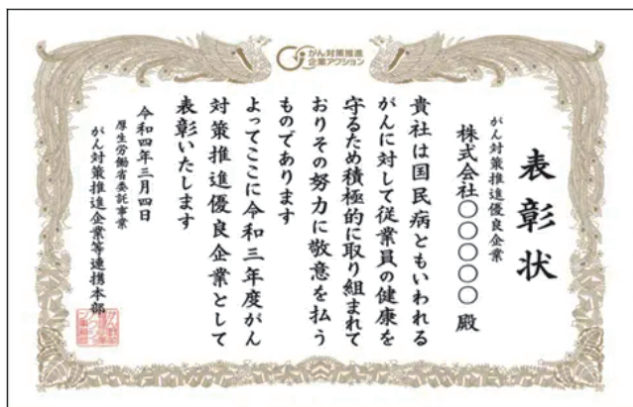 がん対策推進
企業アクション
表彰状
がん対策推進優良企業
株式会社〇〇〇〇〇 殿
貴社は国民病ともいわれる
がんに対して従業員の健康を
守るため積極的に取り組まれて
おりその努力に敬意を払う
ものであります
よってここに令和三年度がん
対策推進優良企業として
表彰いたします
令和四年三月四日
厚生労働省委託事業
がん対策推進企業等連携本部